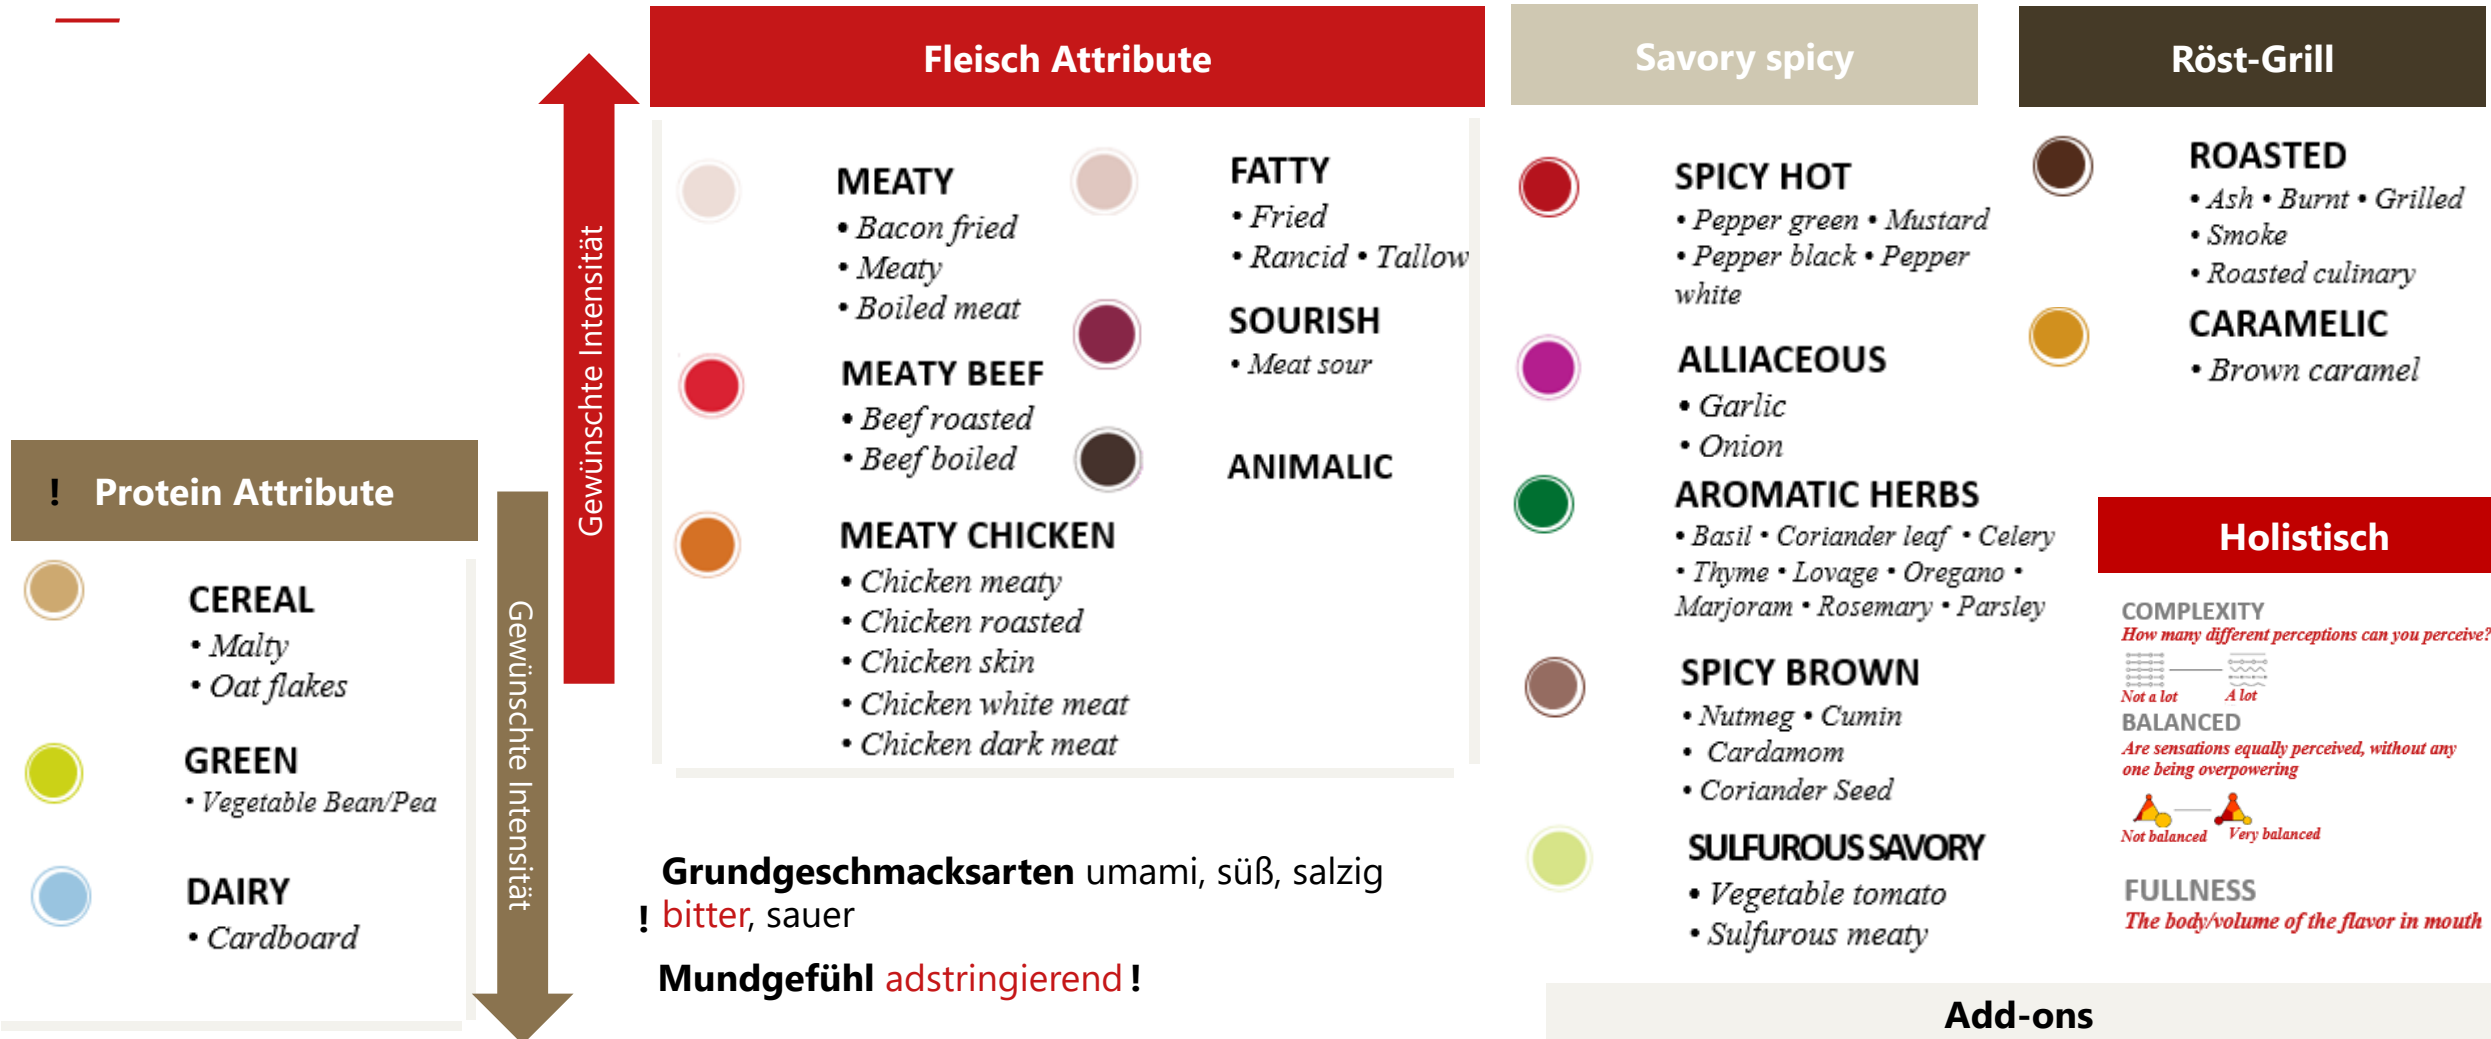 ! Protein Attribute
CEREAL
• Malty
• Oat flakes
GREEN
• Vegetable Bean/Pea
DAIRY
• Cardboard
Gewünschte Intensität
Gewünschte Intensität
Fleisch Attribute
MEATY
• Bacon fried
• Meaty
• Boiled meat
MEATY BEEF
• Beef roasted
• Beef boiled
MEATY CHICKEN
• Chicken meaty
• Chicken roasted
• Chicken skin
• Chicken white meat
• Chicken dark meat
FATTY
• Fried
• Rancid • Tallow
SOURISH
• Meat sour
ANIMALIC
Grundgeschmacksarten umami, süß, salzig
! bitter, sauer
Mundgefühl adstringierend !
Savory spicy
SPICY HOT
• Pepper green • Mustard
• Pepper black • Pepper
white
ALLIACEOUS
• Garlic
• Onion
AROMATIC HERBS
• Basil • Coriander leaf • Celery
• Thyme • Lovage • Oregano •
Marjoram • Rosemary • Parsley
SPICY BROWN
• Nutmeg • Cumin
• Cardamom
• Coriander Seed
SULFUROUS SAVORY
• Vegetable tomato
• Sulfurous meaty
Röst-Grill
ROASTED
• Ash • Burnt • Grilled
• Smoke
• Roasted culinary
CARAMELIC
• Brown caramel
Holistisch
COMPLEXITY
How many different perceptions can you perceive?
Not a lot A lot
BALANCED
Are sensations equally perceived, without any
one being overpowering
Not balanced Very balanced
FULLNESS
The body/volume of the flavor in mouth
Add-ons